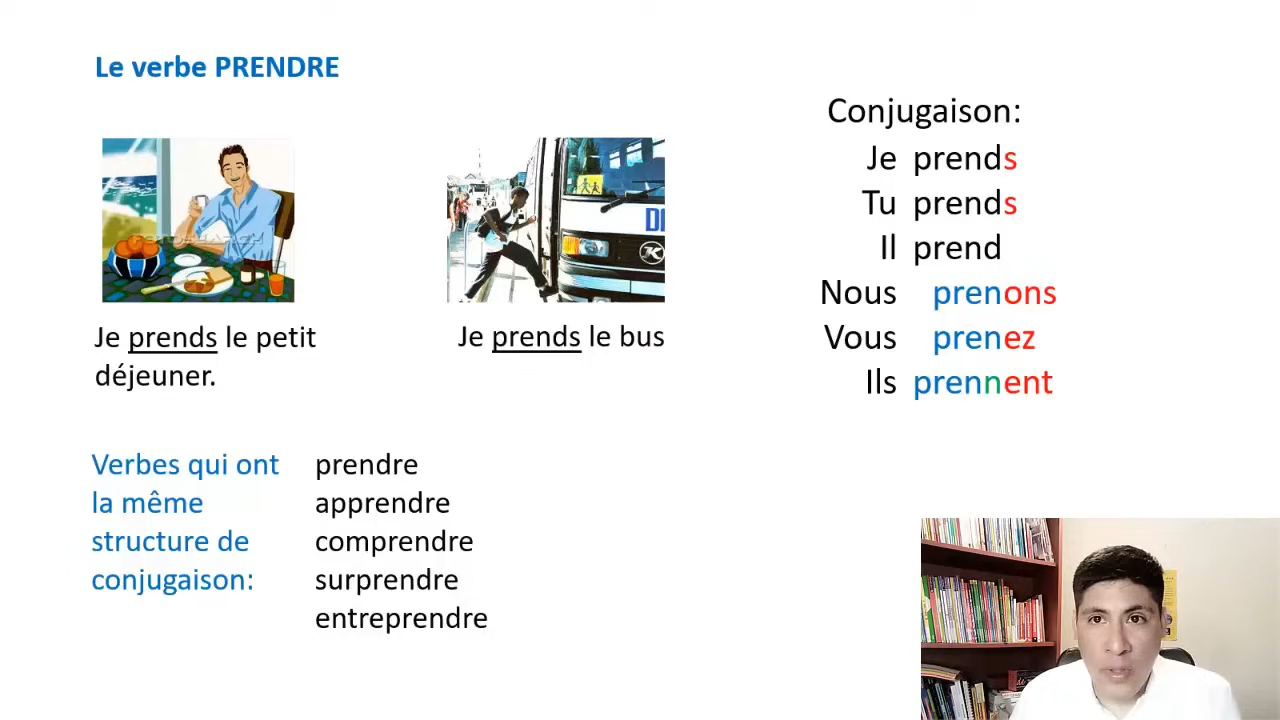 Le verbe PRENDRE
Je prends le petit
déjeuner.
Je prends le bus
Conjugaison:
Je prends
Tu prends
Il prend
Nous prenons
Vous prenez
Ils prennent
Verbes qui ont
la même
structure de
conjugaison:
prendre
apprendre
comprendre
surprendre
entreprendre